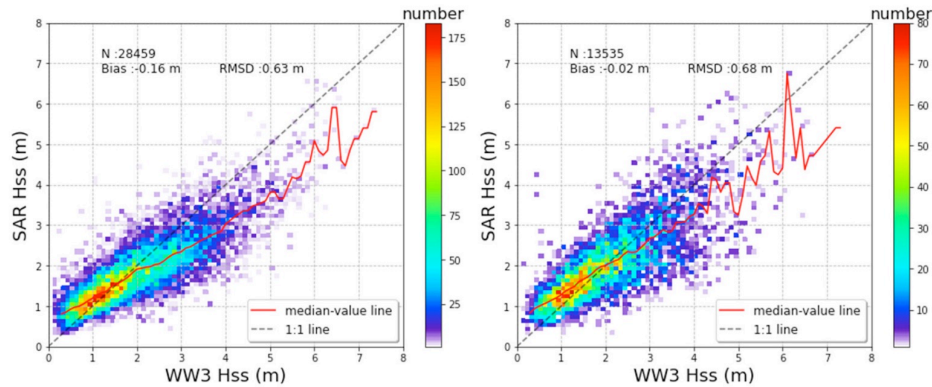 number
N :28459
Bias :-0.16 m RMSD :0.63 m
SAR Hss (m)
8
7
6
5
4
3
2
1
0
0 1 2 3 4 5 6 7 8
WW3 Hss (m)
median-value line
1:1 line
175
150
125
100
75
50
25
number
N :13535
Bias :-0.02 m RMSD :0.68 m
SAR Hss (m)
8
7
6
5
4
3
2
1
0
0 1 2 3 4 5 6 7 8
WW3 Hss (m)
median-value line
1:1 line
80
70
60
50
40
30
20
10